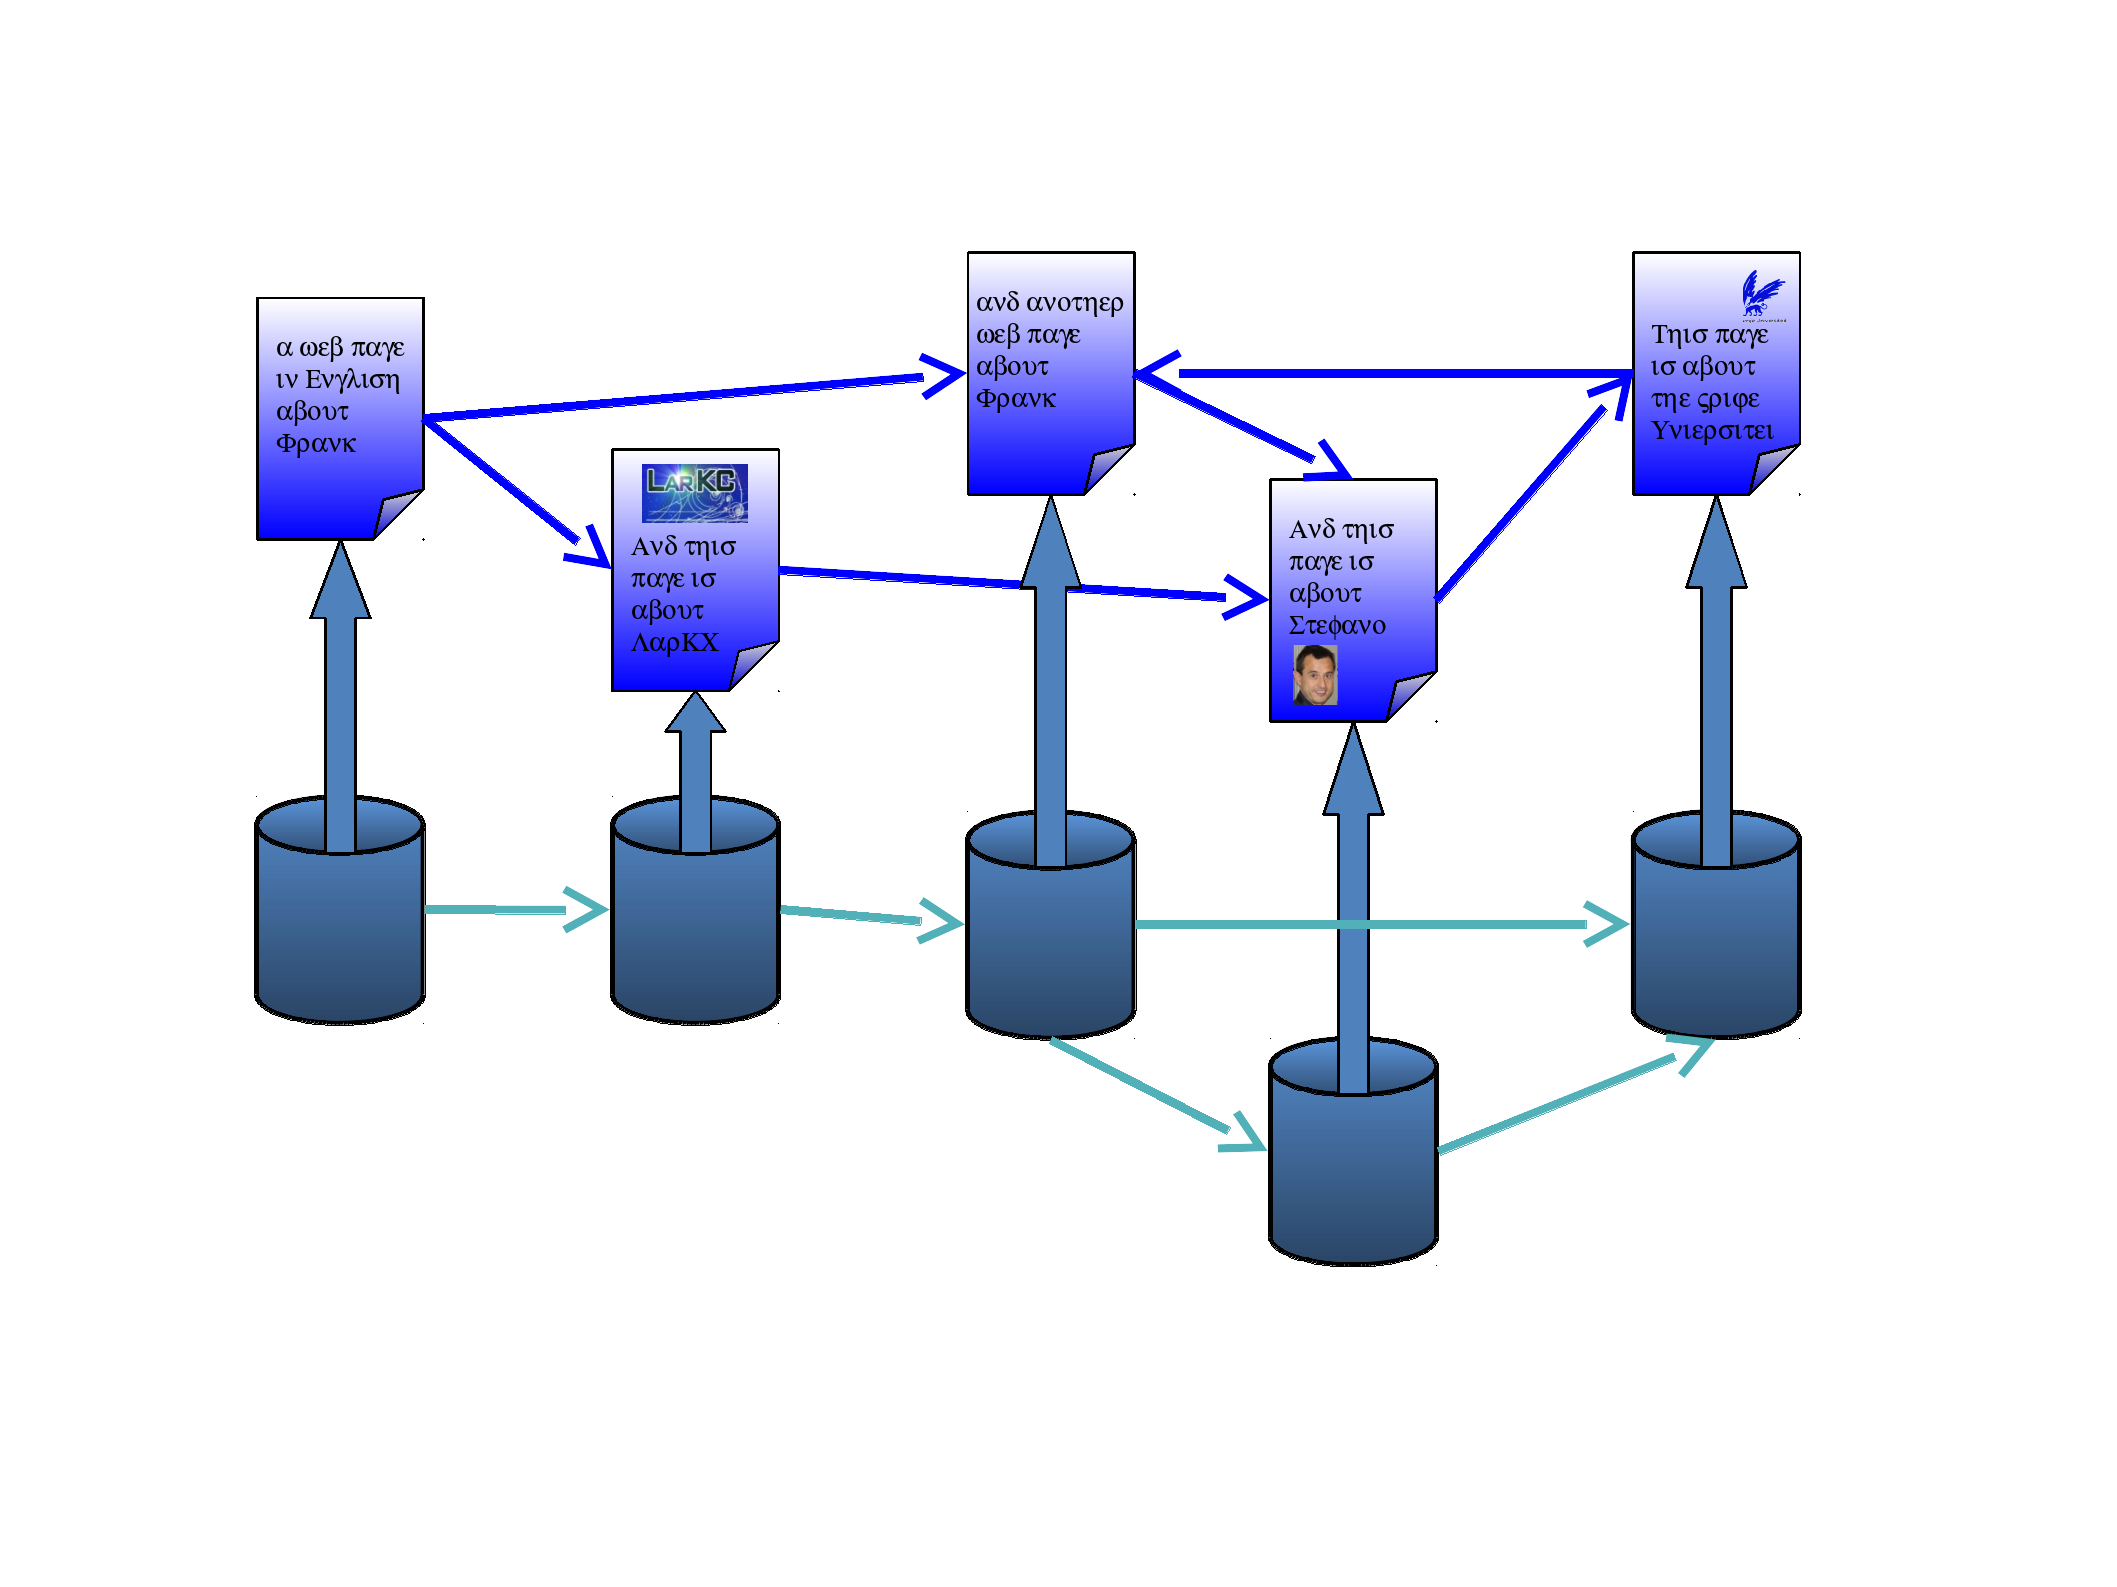 α ωεβ παγε
ιν Ενγλιση
αβουτ
Φρανκ
LARKC
Ανδ τηισ
παγε ισ
αβουτ
ΛαρΚΧ
ανδ ανοτηερ
ωεβ παγε
αβουτ
Φρανκ
Ανδ τηισ
παγε ισ
αβουτ
Στεφανο
Τηισ παγε
ισ αβουτ
τηε ςριφε
Υνιερσιτει